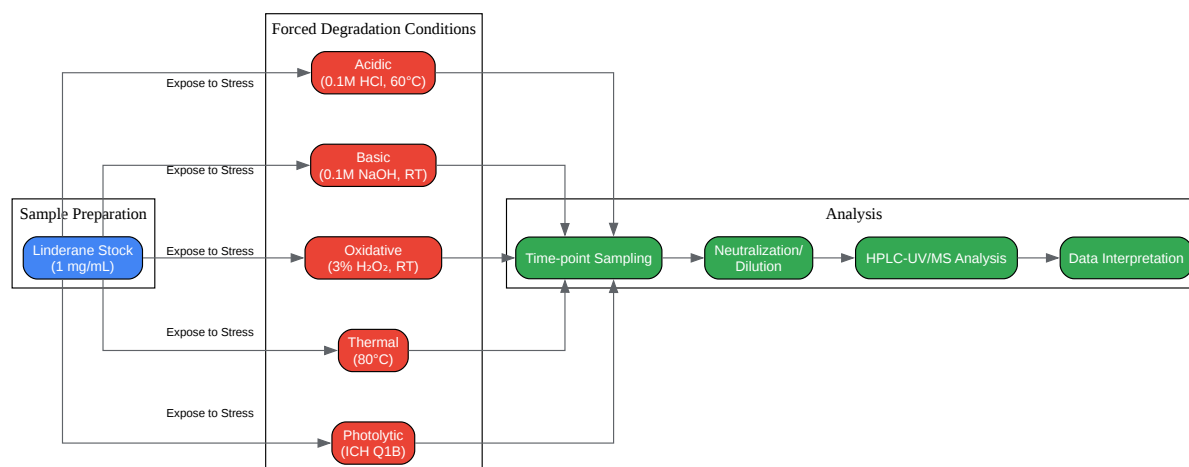 Forced Degradation Conditions
Acidic
(0.1M HCl, 60°C)
Expose to Stress
Basic
(0.1M NaOH, RT)
Expose to Stress
Sample Preparation
Linderane Stock
(1 mg/mL)
Expose to Stress
Oxidative
(3% H₂O₂, RT)
Analysis
Time-point Sampling
Neutralization/
Dilution
HPLC-UV/MS Analysis
Data Interpretation
Expose to Stress
Thermal
(80°C)
Expose to Stress
Photolytic
(ICH Q1B)